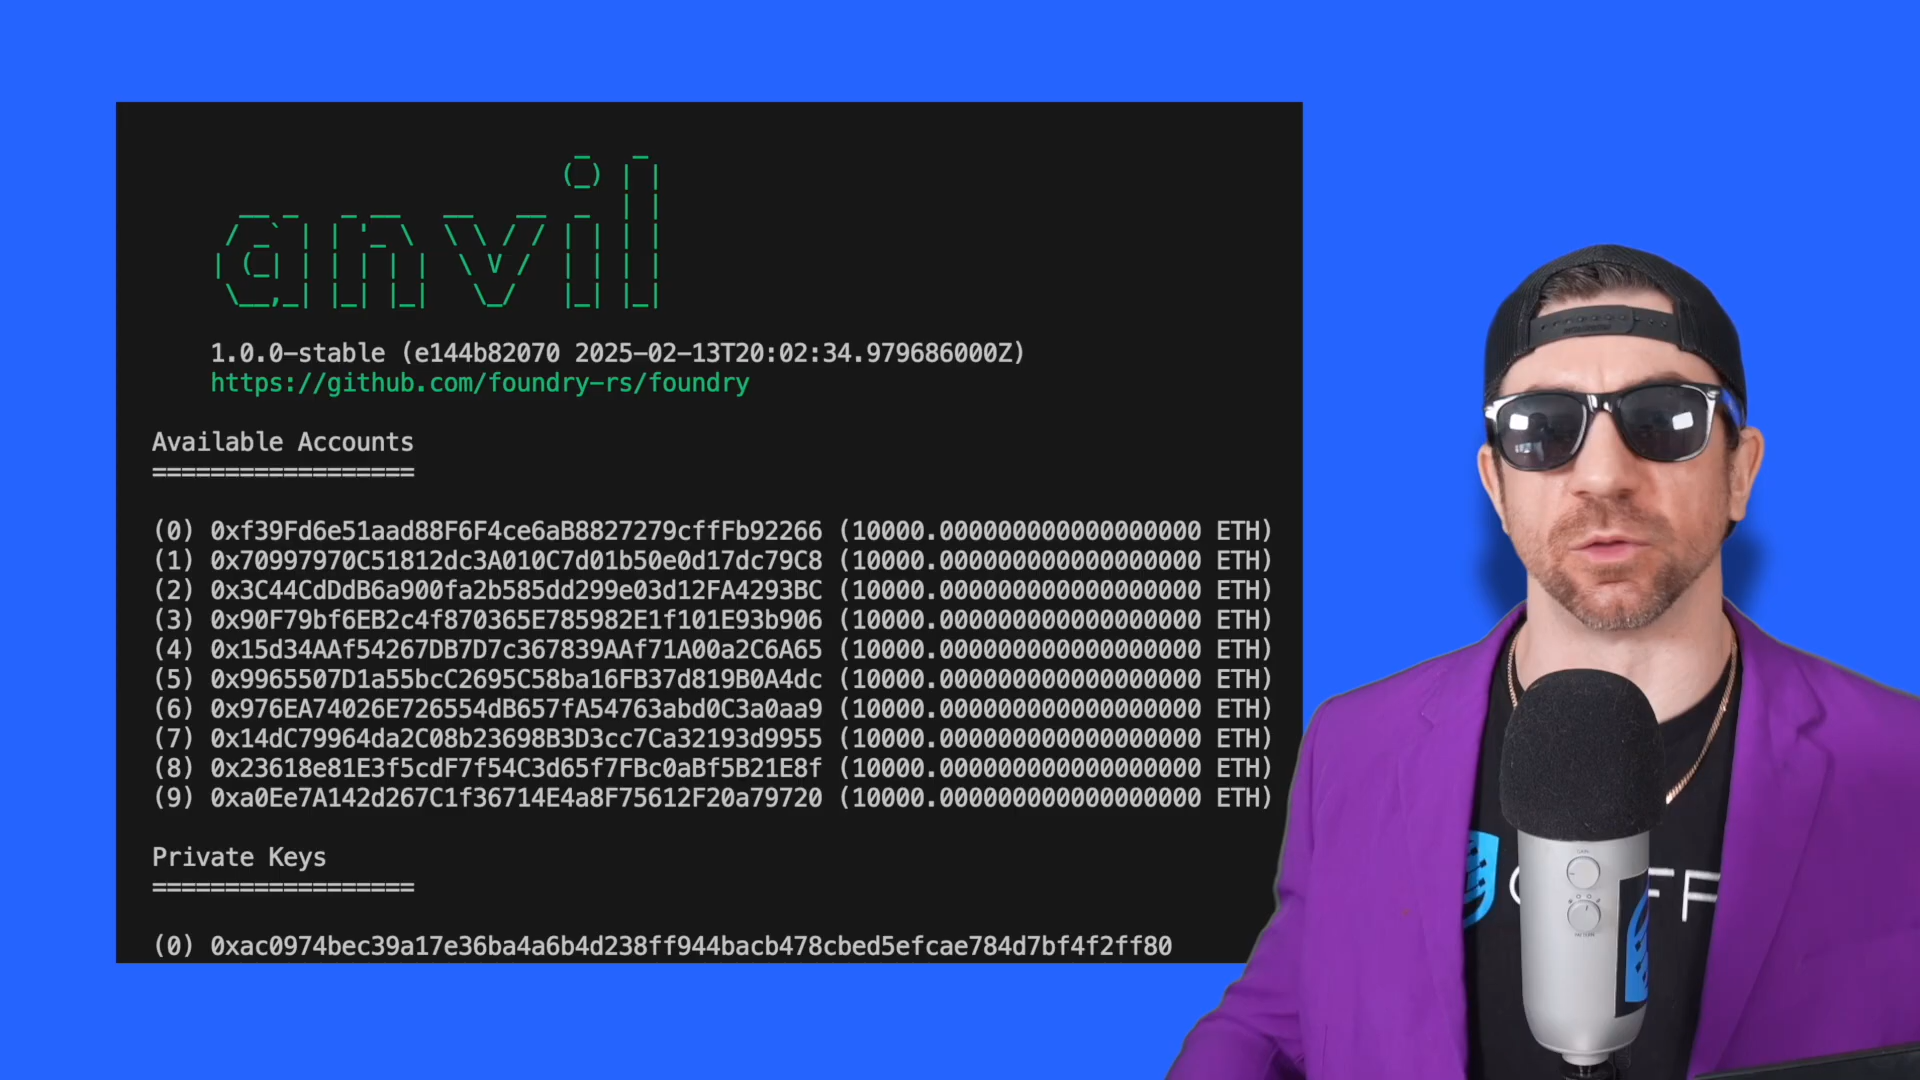 anvil
1.0.0-stable (e144b82070 2025-02-13T20:02:34.979686000Z)
https://github.com/foundry-rs/foundry
Available Accounts
==================
(0) 0xf39Fd6e51aad88F6F4ce6aB8827279cffFb92266 (10000.000000000000000000 ETH)
(1) 0x70997970C51812dc3A010C7d01b50e0d17dc79C8 (10000.000000000000000000 ETH)
(2) 0x3C44CdDdB6a900fa2b585dd299e03d12FA4293BC (10000.000000000000000000 ETH)
(3) 0x90F79bf6EB2c4f870365E785982E1f101E93b906 (10000.000000000000000000 ETH)
(4) 0x15d34AAf54267DB7D7c367839AAf71A00a2C6A65 (10000.000000000000000000 ETH)
(5) 0x9965507D1a55bcC2695C58ba16FB37d819B0A4dc (10000.000000000000000000 ETH)
(6) 0x976EA74026E726554dB657fA54763abd0C3a0aa9 (10000.000000000000000000 ETH)
(7) 0x14dC79964da2C08b23698B3D3cc7Ca32193d9955 (10000.000000000000000000 ETH)
(8) 0x23618e81E3f5cdF7f54C3d65f7FBc0aBf5B21E8f (10000.000000000000000000 ETH)
(9) 0xa0Ee7A142d267C1f36714E4a8F75612F20a79720 (10000.000000000000000000 ETH)
Private Keys
==================
(0) 0xac0974bec39a17e36ba4a6b4d238ff944bacb478cbed5efcae784d7bf4f2ff80